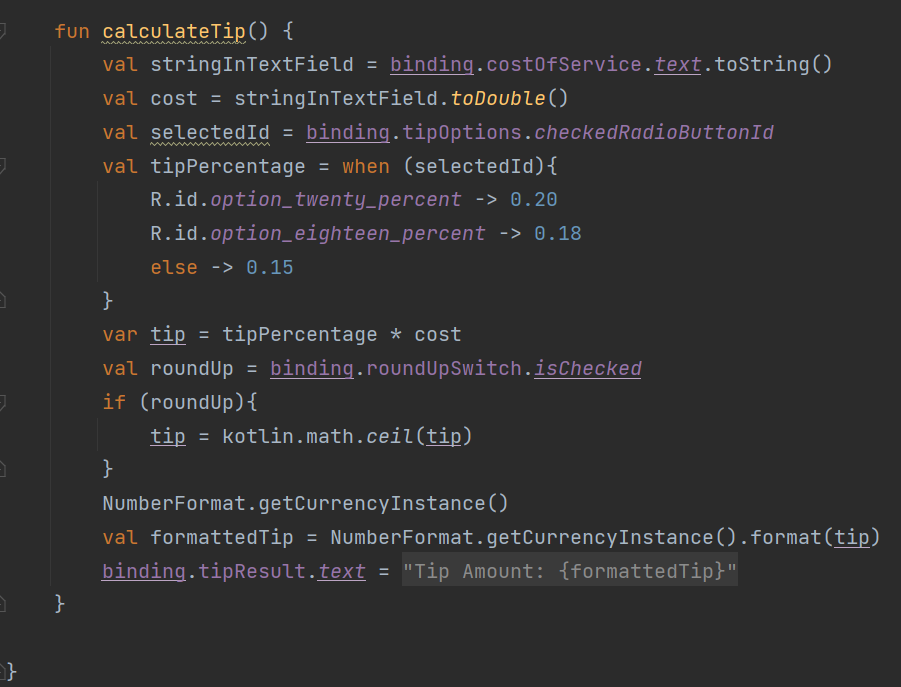 fun calculateTip() {
val stringInTextField = binding.costOfService.text.toString()
val cost = stringInTextField.toDouble()
val selectedId = binding.tipOptions.checkedRadioButtonId
val tipPercentage = when (selectedId){
R.id.option_twenty_percent -> 0.20
R.id.option_eighteen_percent -> 0.18
else -> 0.15
}
var tip = tipPercentage * cost
val roundUp = binding.roundUpSwitch.isChecked
if (roundUp){
tip = kotlin.math.ceil(tip)
}
NumberFormat.getCurrencyInstance()
val formattedTip = NumberFormat.getCurrencyInstance().format(tip)
binding.tipResult.text = "Tip Amount: {formattedTip}"
}
}